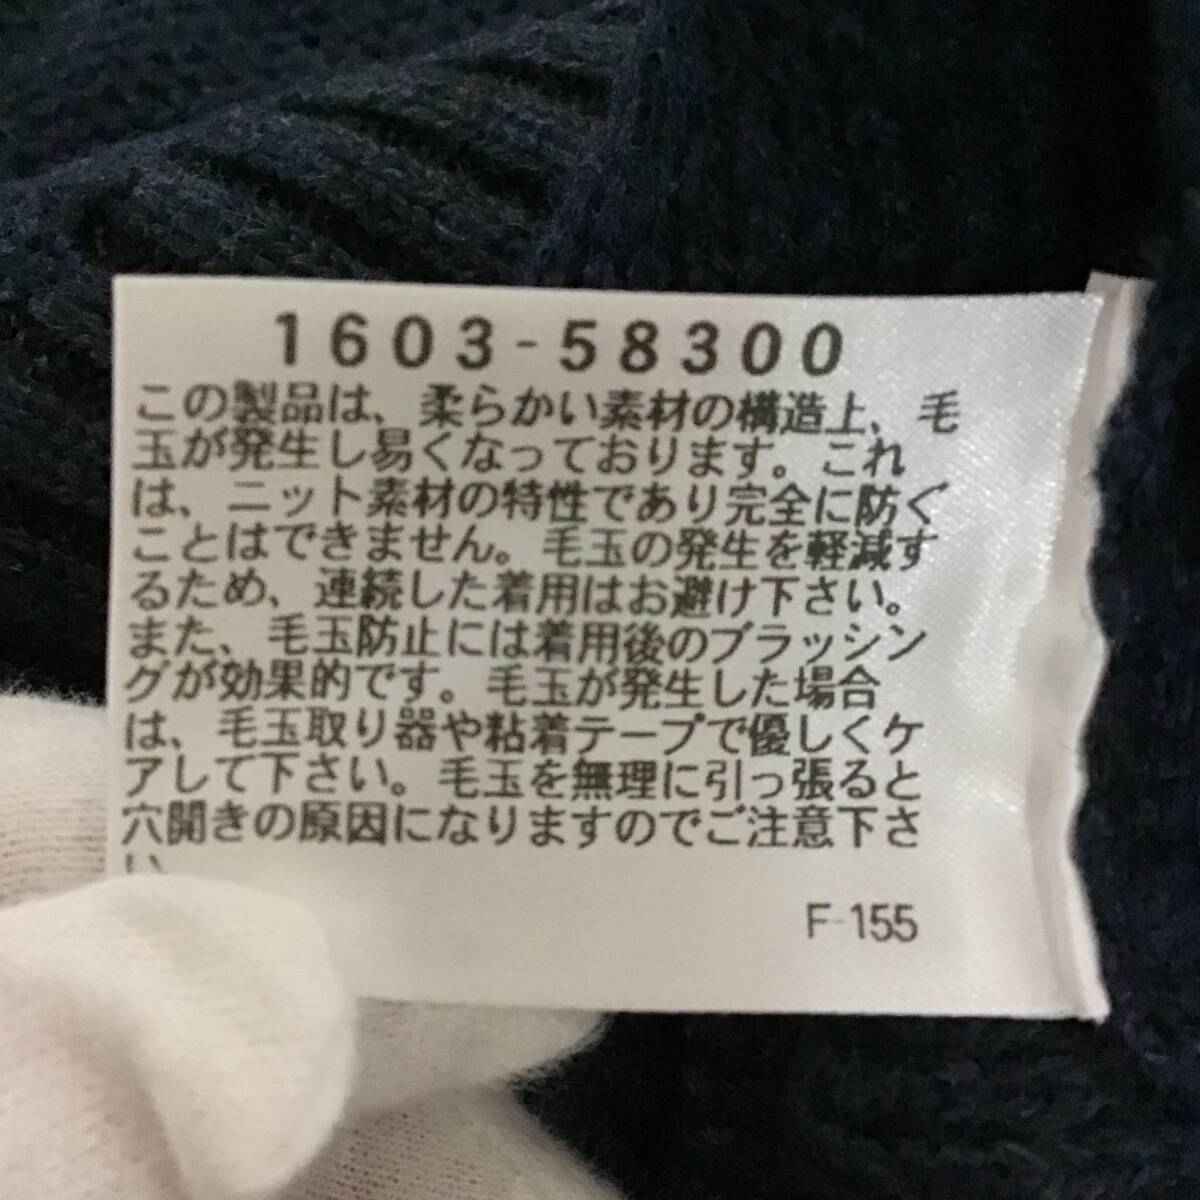 1603-58300
この製品は、柔らかい素材の構造上、毛
玉が発生し易くなっております。これ
は、ニット素材の特性であり完全に防ぐ
ことはできません。毛玉の発生を軽減す
るため、連続した着用はお避け下さい。
また、毛玉防止には着用後のブラッシン
グが効果的です。毛玉が発生した場合
は、毛玉取り器や粘着テープで優しくケ
アして下さい。毛玉を無理に引っ張ると
穴開きの原因になりますのでご注意下さ
い
F-155